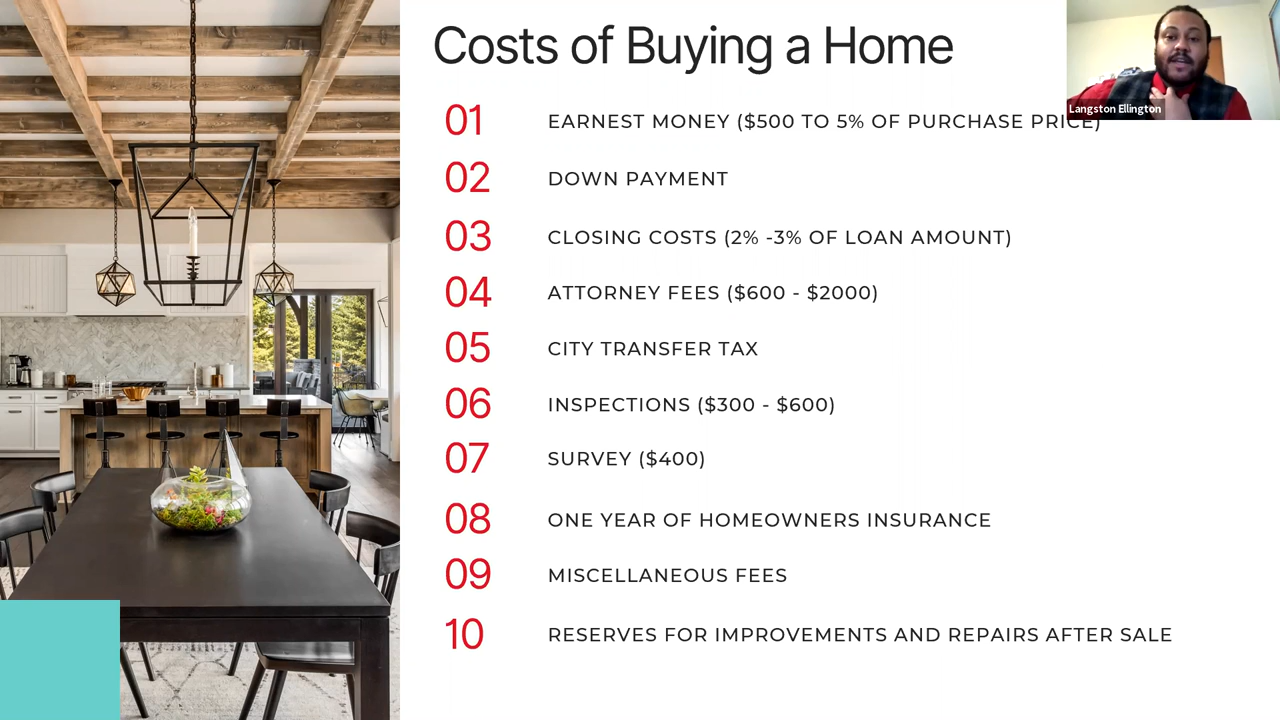 Costs of Buying a Home
Langston Ellington
01 EARNEST MONEY ($500 TO 5% OF PURCHASE PRICE)
02 DOWN PAYMENT
03 CLOSING COSTS (2% -3% OF LOAN AMOUNT)
04 ATTORNEY FEES ($600 - $2000)
05 CITY TRANSFER TAX
06 INSPECTIONS ($300 - $600)
07 SURVEY ($400)
08 ONE YEAR OF HOMEOWNERS INSURANCE
09 MISCELLANEOUS FEES
10 RESERVES FOR IMPROVEMENTS AND REPAIRS AFTER SALE